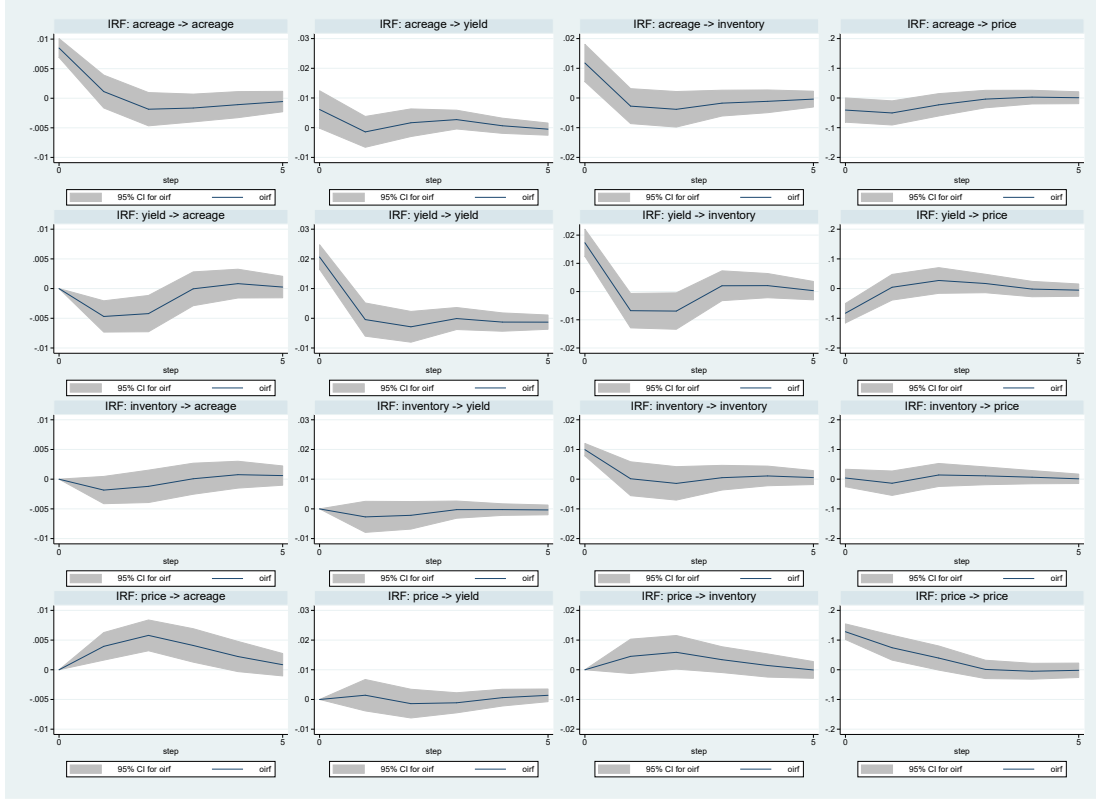 IRF: acreage -> acreage IRF: acreage -> yield IRF: acreage -> inventory IRF: acreage -> price
.01 .03 .02 .2
.005 .02 .01 .1
0 .01 0 0
-.005 0 -.01 -.1
-.01 -.01 -.02 -.2
0 5 0 5 0 5 0 5
step step step step
95% CI for oirf oirf 95% CI for oirf oirf 95% CI for oirf oirf 95% CI for oirf oirf
IRF: yield -> acreage IRF: yield -> yield IRF: yield -> inventory IRF: yield -> price
.01 .03 .02 .2
.005 .02 .01 .1
0 .01 0 0
-.005 0 -.01 -.1
-.01 -.01 -.02 -.2
0 5 0 5 0 5 0 5
step step step step
95% CI for oirf oirf 95% CI for oirf oirf 95% CI for oirf oirf 95% CI for oirf oirf
IRF: inventory -> acreage IRF: inventory -> yield IRF: inventory -> inventory IRF: inventory -> price
.01 .03 .02 .2
.005 .02 .01 .1
0 .01 0 0
-.005 0 -.01 -.1
-.01 -.01 -.02 -.2
0 5 0 5 0 5 0 5
step step step step
95% CI for oirf oirf 95% CI for oirf oirf 95% CI for oirf oirf 95% CI for oirf oirf
IRF: price -> acreage IRF: price -> yield IRF: price -> inventory IRF: price -> price
.01 .03 .02 .2
.005 .02 .01 .1
0 .01 0 0
-.005 0 -.01 -.1
-.01 -.01 -.02 -.2
0 5 0 5 0 5 0 5
step step step step
95% CI for oirf oirf 95% CI for oirf oirf 95% CI for oirf oirf 95% CI for oirf oirf